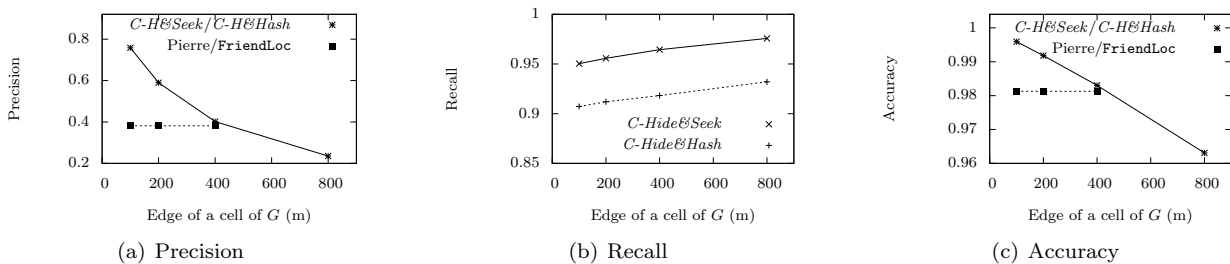 C-H&Seek/C-H&Hash
Pierre/FriendLoc
Precision
0.8
0.6
0.4
0.2
0 200 400 600 800
Edge of a cell of G (m)
(a) Precision
C-Hide&Seek
C-Hide&Hash
Recall
1
0.95
0.9
0.85
0 200 400 600 800
Edge of a cell of G (m)
(b) Recall
C-H&Seek/C-H&Hash
Pierre/FriendLoc
Accuracy
1
0.99
0.98
0.97
0.96
0 200 400 600 800
Edge of a cell of G (m)
(c) Accuracy